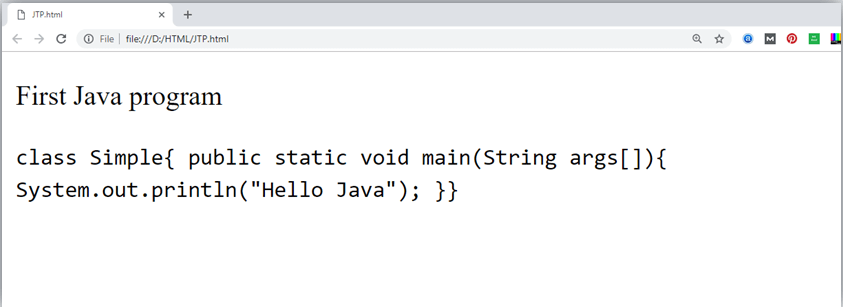 JTP.html
File | file:///D:/HTML/JTP.html
First Java program
class Simple{ public static void main(String args[]){
System.out.println("Hello Java"); }}